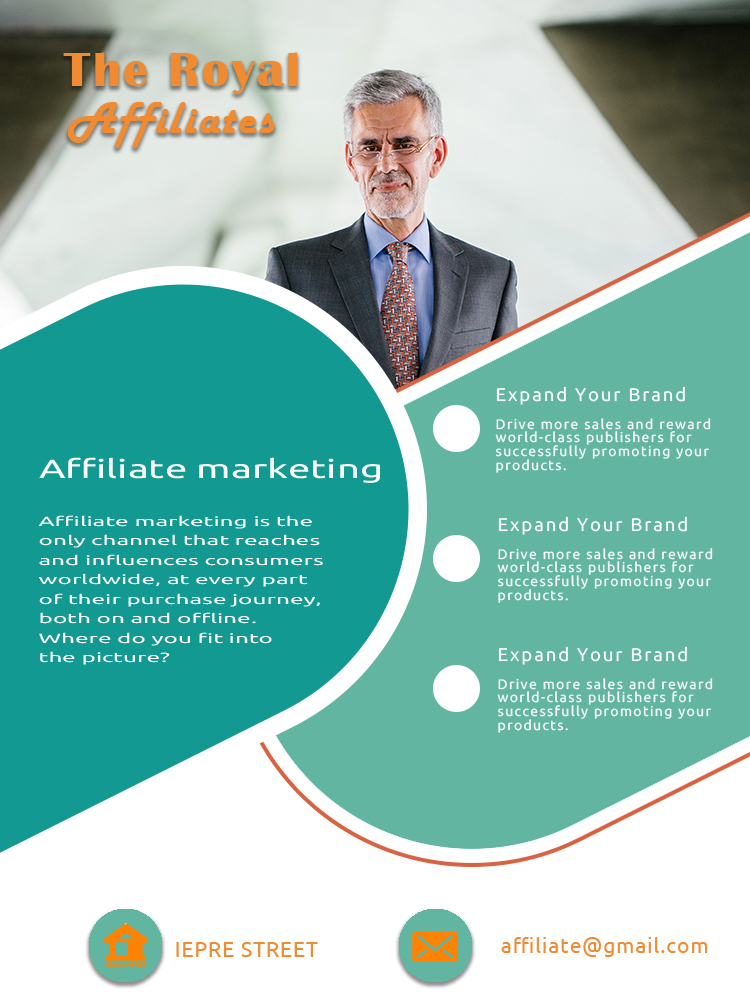 The Royal
Affiliates
Affiliate marketing
Affiliate marketing is the
only channel that reaches
and influences consumers
worldwide, at every part
of their purchase journey,
both on and offline.
Where do you fit into
the picture?
Expand Your Brand
Drive more sales and reward
world-class publishers for
successfully promoting your
products.
Expand Your Brand
Drive more sales and reward
world-class publishers for
successfully promoting your
products.
Expand Your Brand
Drive more sales and reward
world-class publishers for
successfully promoting your
products.
IEPRE STREET
affiliate@gmail.com